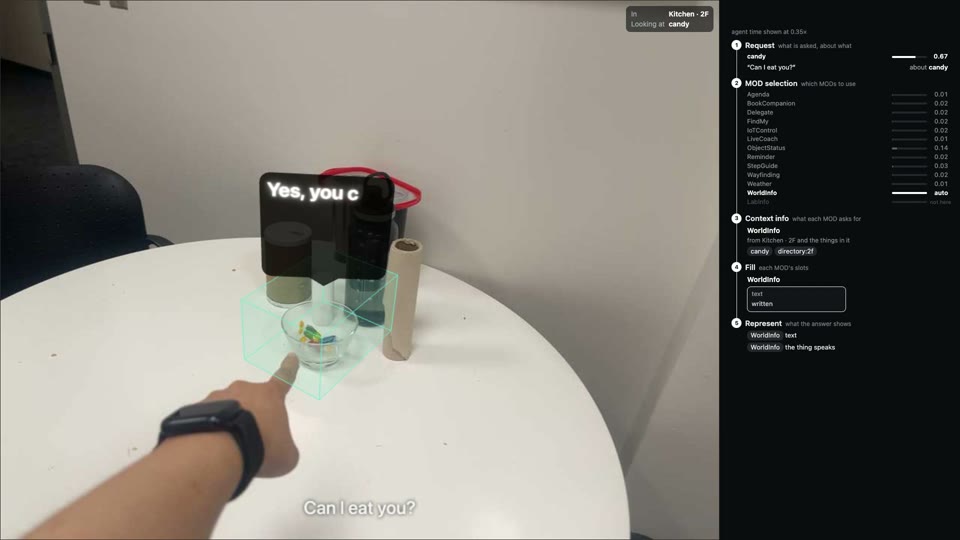 In Kitchen · 2F
Looking at candy
Yes, you c
Can I eat you?
agent time shown at 0.35×
1 Request what is asked, about what
candy 0.67
"Can I eat you?" about candy
2 MOD selection which MODs to use
Agenda 0.01
BookCompanion 0.02
Delegate 0.02
FindMy 0.02
IoTControl 0.02
LiveCoach 0.01
ObjectStatus 0.14
Reminder 0.02
StepGuide 0.03
Wayfinding 0.02
Weather 0.01
WorldInfo auto
LabInfo not here
3 Context info what each MOD asks for
WorldInfo
from Kitchen · 2F and the things in it
candy directory:2f
4 Fill each MOD's slots
WorldInfo
text
written
5 Represent what the answer shows
WorldInfo text
WorldInfo the thing speaks